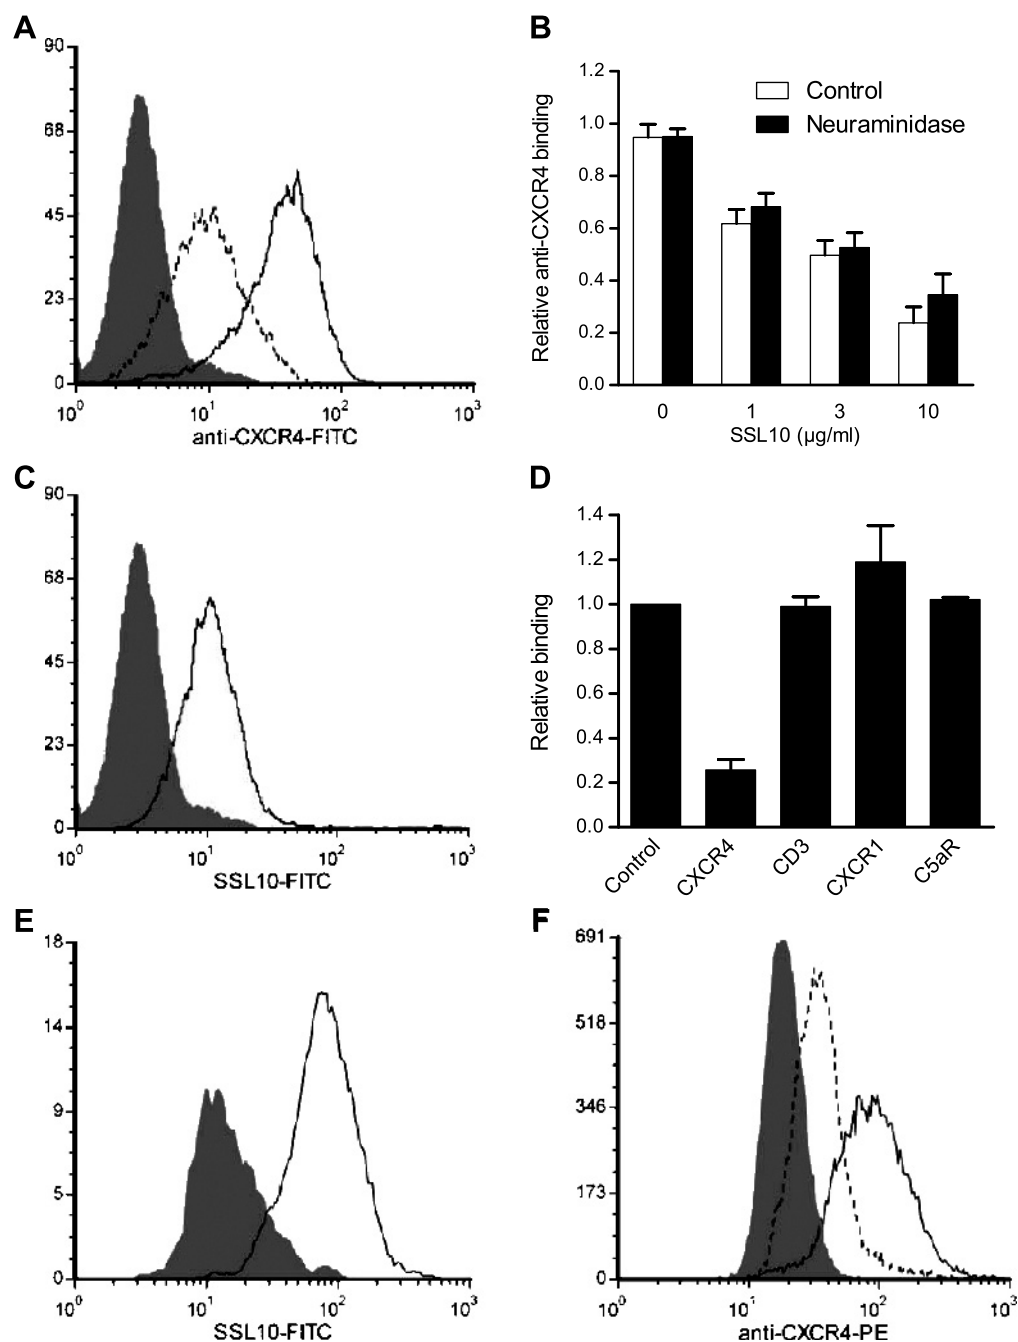 A
90
68
45
23
0
10^0 10^1 10^2 10^3
anti-CXCR4-FITC
B
Relative anti-CXCR4 binding
1.2
1.0
0.8
0.6
0.4
0.2
0.0
Control
Neuraminidase
0 1 3 10
SSL10 (µg/ml)
C
90
68
45
23
0
10^0 10^1 10^2 10^3
SSL10-FITC
D
Relative binding
1.4
1.2
1.0
0.8
0.6
0.4
0.2
0.0
Control CXCR4 CD3 CXCR1 C5aR
E
18
14
9
5
0
10^0 10^1 10^2 10^3
SSL10-FITC
F
691
518
346
173
0
10^0 10^1 10^2 10^3
anti-CXCR4-PE